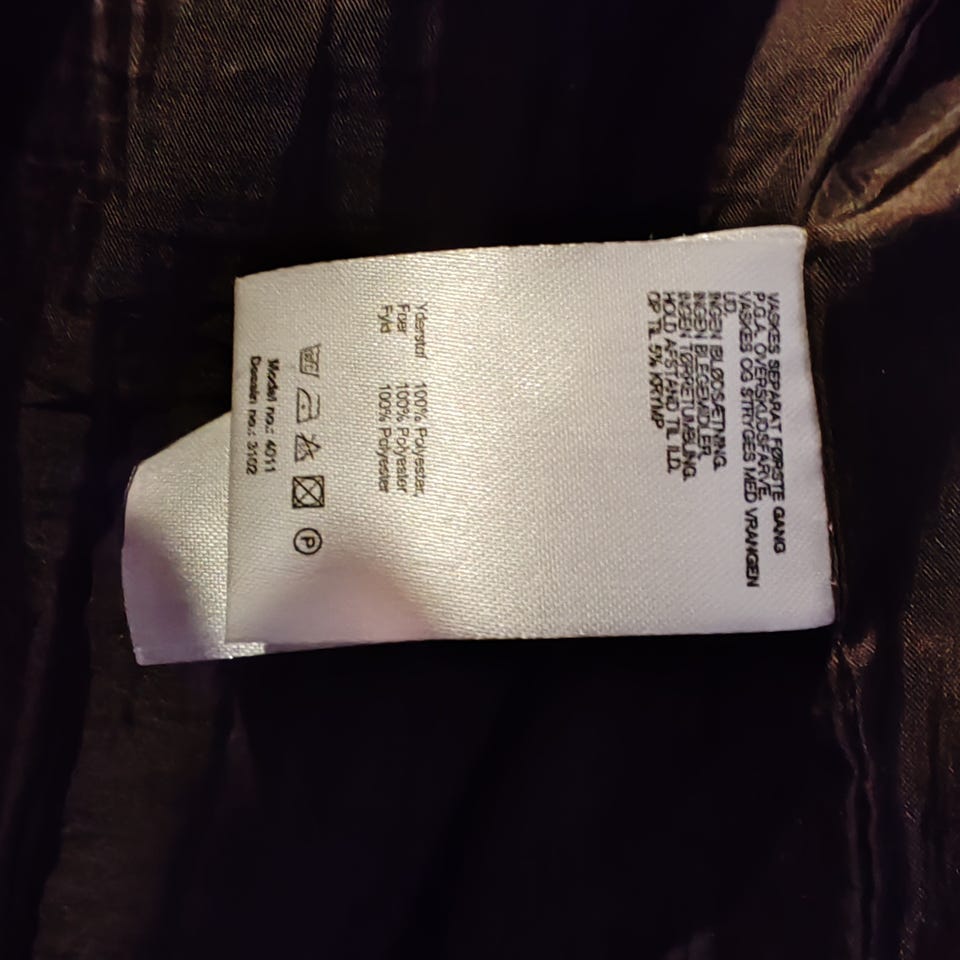 VASKES SEPARAT FØRSTE GANG
P.G.A. OVERSKUDSFARVE.
VASKES OG STRYGES MED VRANGEN
UD.
INGEN IBLØDSÆTNING.
INGEN BLEGEMIDLER.
INGEN TØRRETUMBLING.
HOLD AFSTAND TIL ILD.
OP TIL 5% KRYMP
Yderstof 100% Polyester,
Foer 100% Polyester
Fyld 100% Polyester
P
Model no.: 4011
Dessin no.: 3102